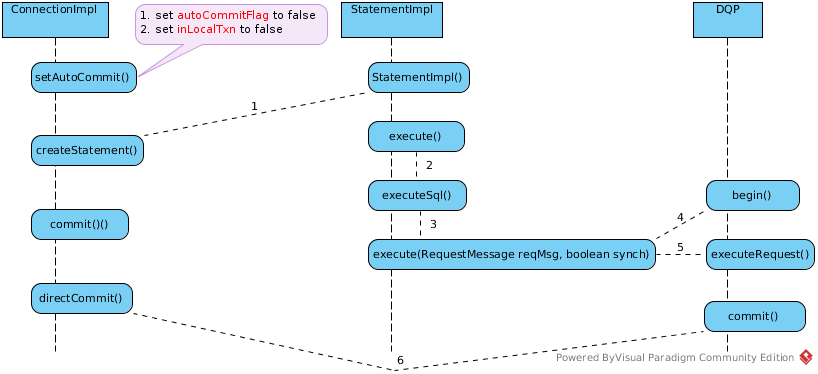 ConnectionImpl
1. set autoCommitFlag to false
2. set inLocalTxn to false
StatementImpl
DQP
setAutoCommit()
StatementImpl()
1
createStatement()
execute()
2
executeSql()
begin()
commit()()
3
4
execute(RequestMessage reqMsg, boolean synch)
5
executeRequest()
directCommit()
commit()
6
Powered ByVisual Paradigm Community Edition